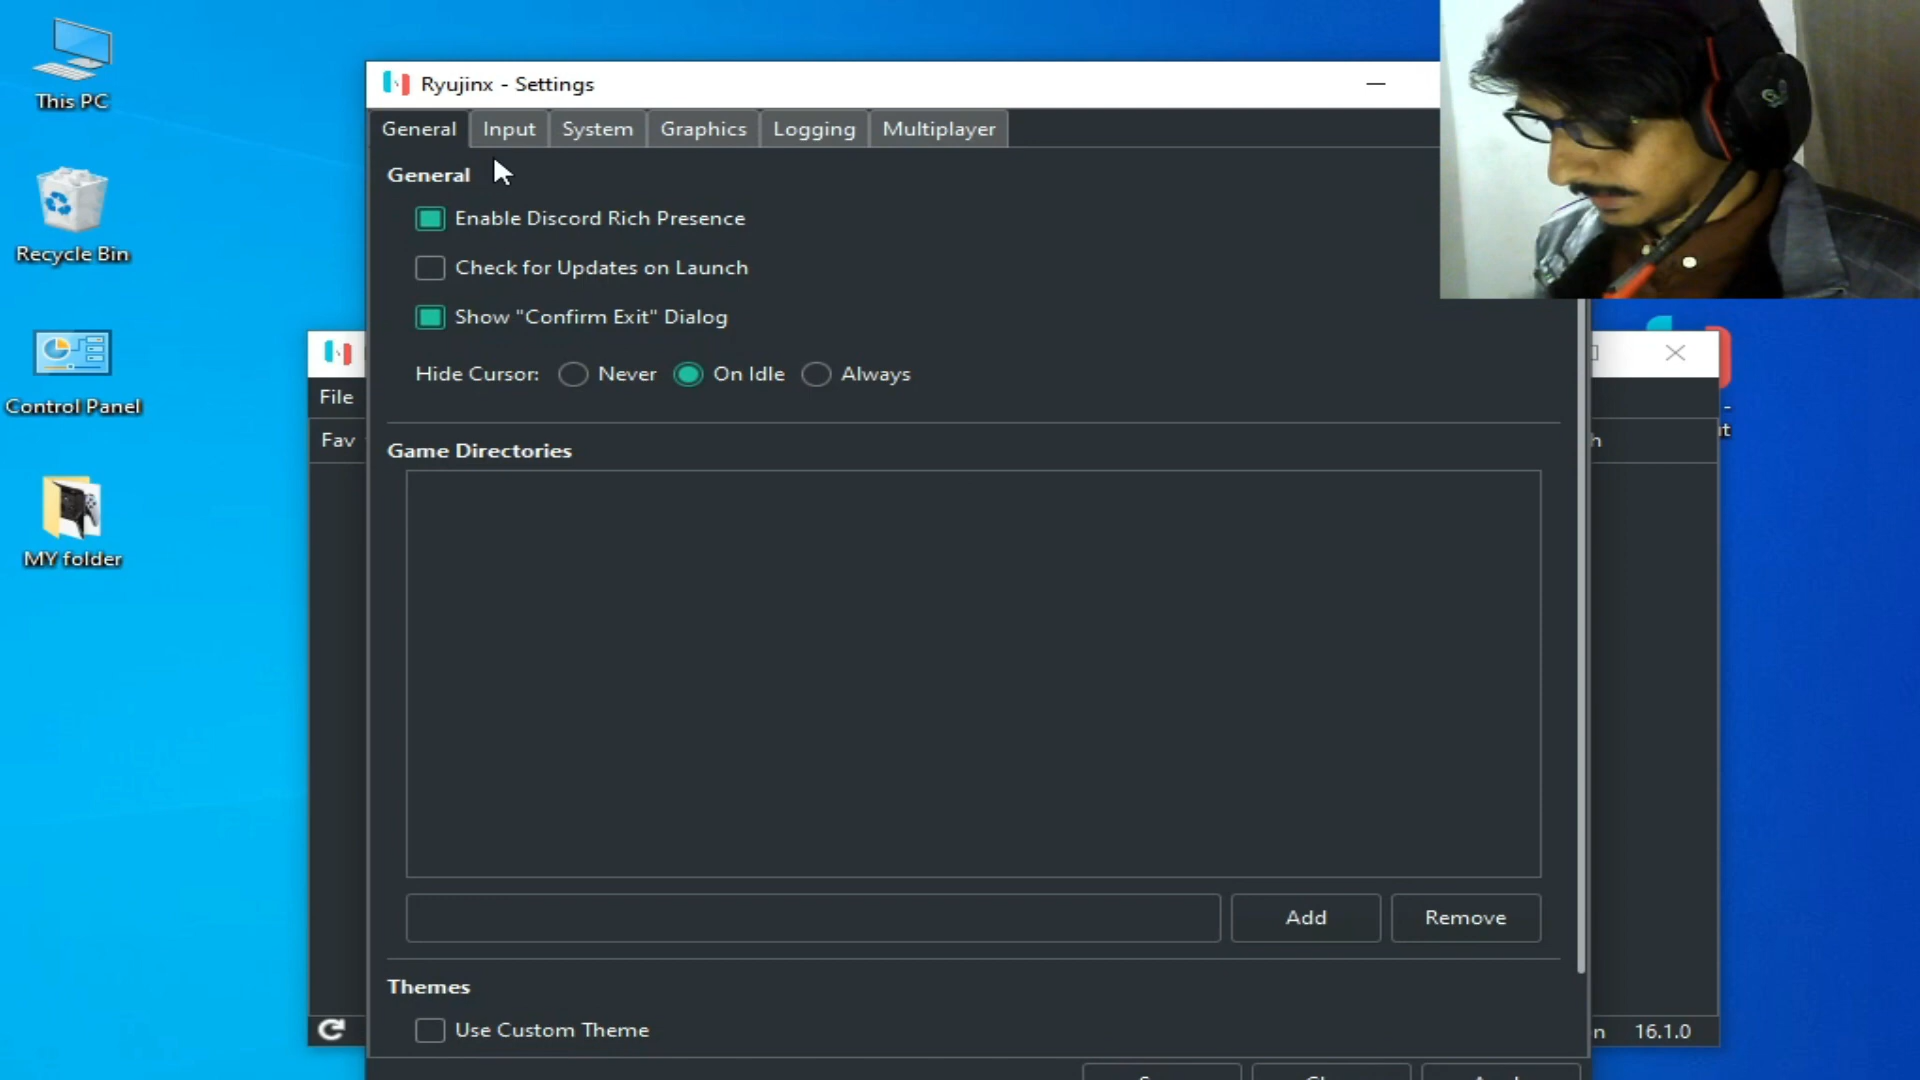 This PC
Recycle Bin
Control Panel
MY folder
Ryujinx - Settings
General Input System Graphics Logging Multiplayer
General
Enable Discord Rich Presence
Check for Updates on Launch
Show "Confirm Exit" Dialog
Hide Cursor: Never On Idle Always
Game Directories
Add Remove
Themes
Use Custom Theme
File
Fav
16.1.0